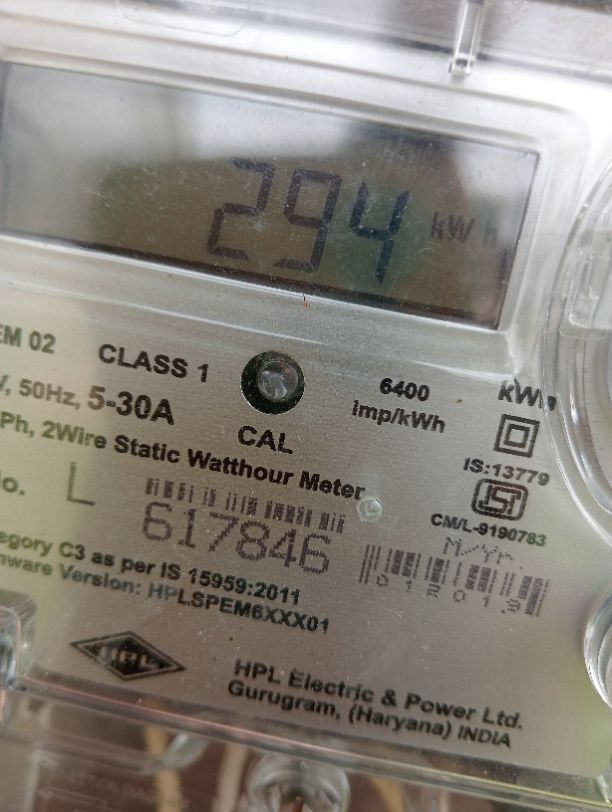 294 kWh
EM 02 CLASS 1
V, 50Hz, 5-30A
CAL
6400
imp/kWh
kWh
Ph, 2Wire Static Watthour Meter
IS:13779
No. L
617846
CM/L-9190783
M/Yr.
egory C3 as per IS 15959:2011
mware Version: HPLSPEM6XXX01
HPL
HPL Electric & Power Ltd.
Gurugram, (Haryana) INDIA